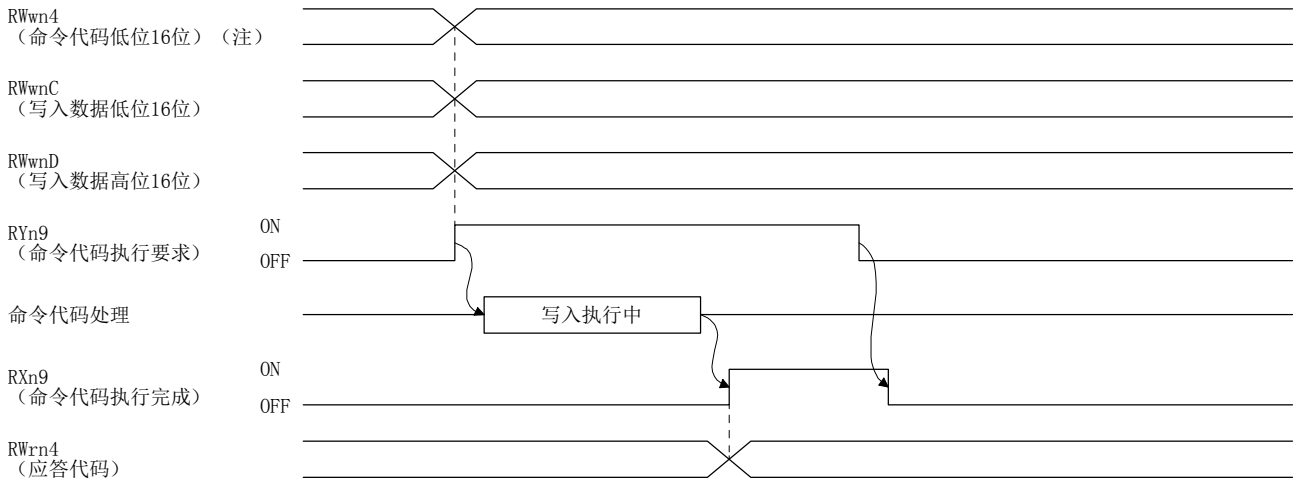 RWwn4
（命令代码低位16位）（注）
RWwnC
（写入数据低位16位）
RWwnD
（写入数据高位16位）
RYn9
（命令代码执行要求）
ON
OFF
命令代码处理
写入执行中
RXn9
（命令代码执行完成）
ON
OFF
RWrn4
（应答代码）